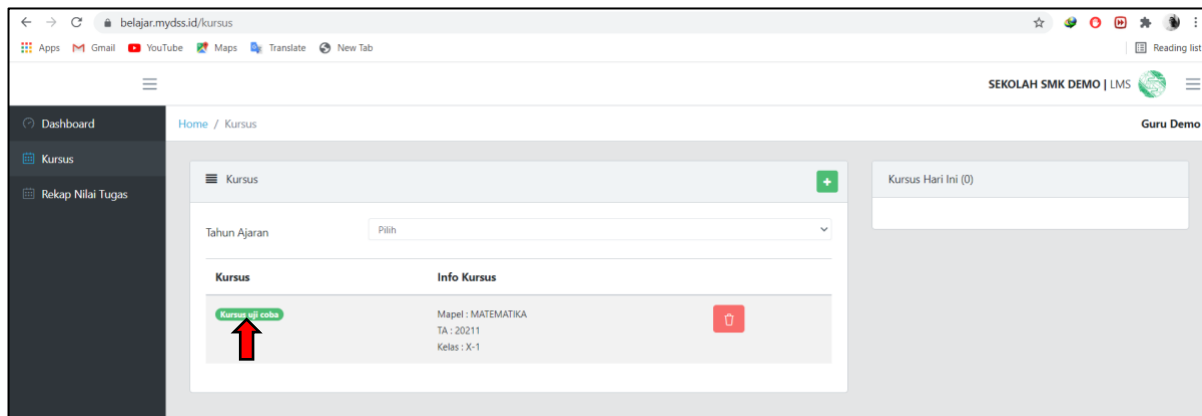 belajar.mydss.id/kursus
Apps Gmail YouTube Maps Translate New Tab Reading list
SEKOLAH SMK DEMO | LMS
Dashboard
Home / Kursus
Guru Demo
Kursus
Rekap Nilai Tugas
Kursus
Kursus Hari Ini (0)
Tahun Ajaran Pilih
Kursus Info Kursus
Kursus uji coba Mapel : MATEMATIKA
TA : 20211
Kelas : X-1